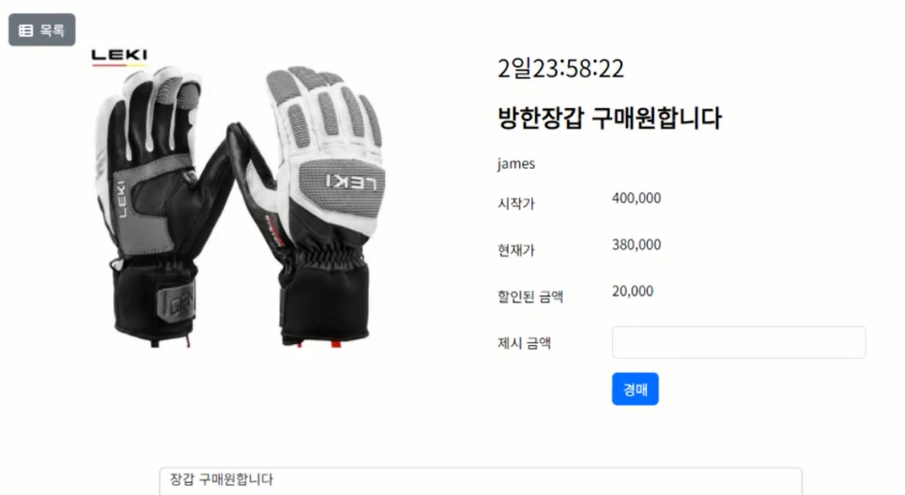 목록
LEKI
LEKI
LEKI
2일23:58:22
방한장갑 구매원합니다
james
시작가 400,000
현재가 380,000
할인된 금액 20,000
제시 금액
경매
장갑 구매원합니다